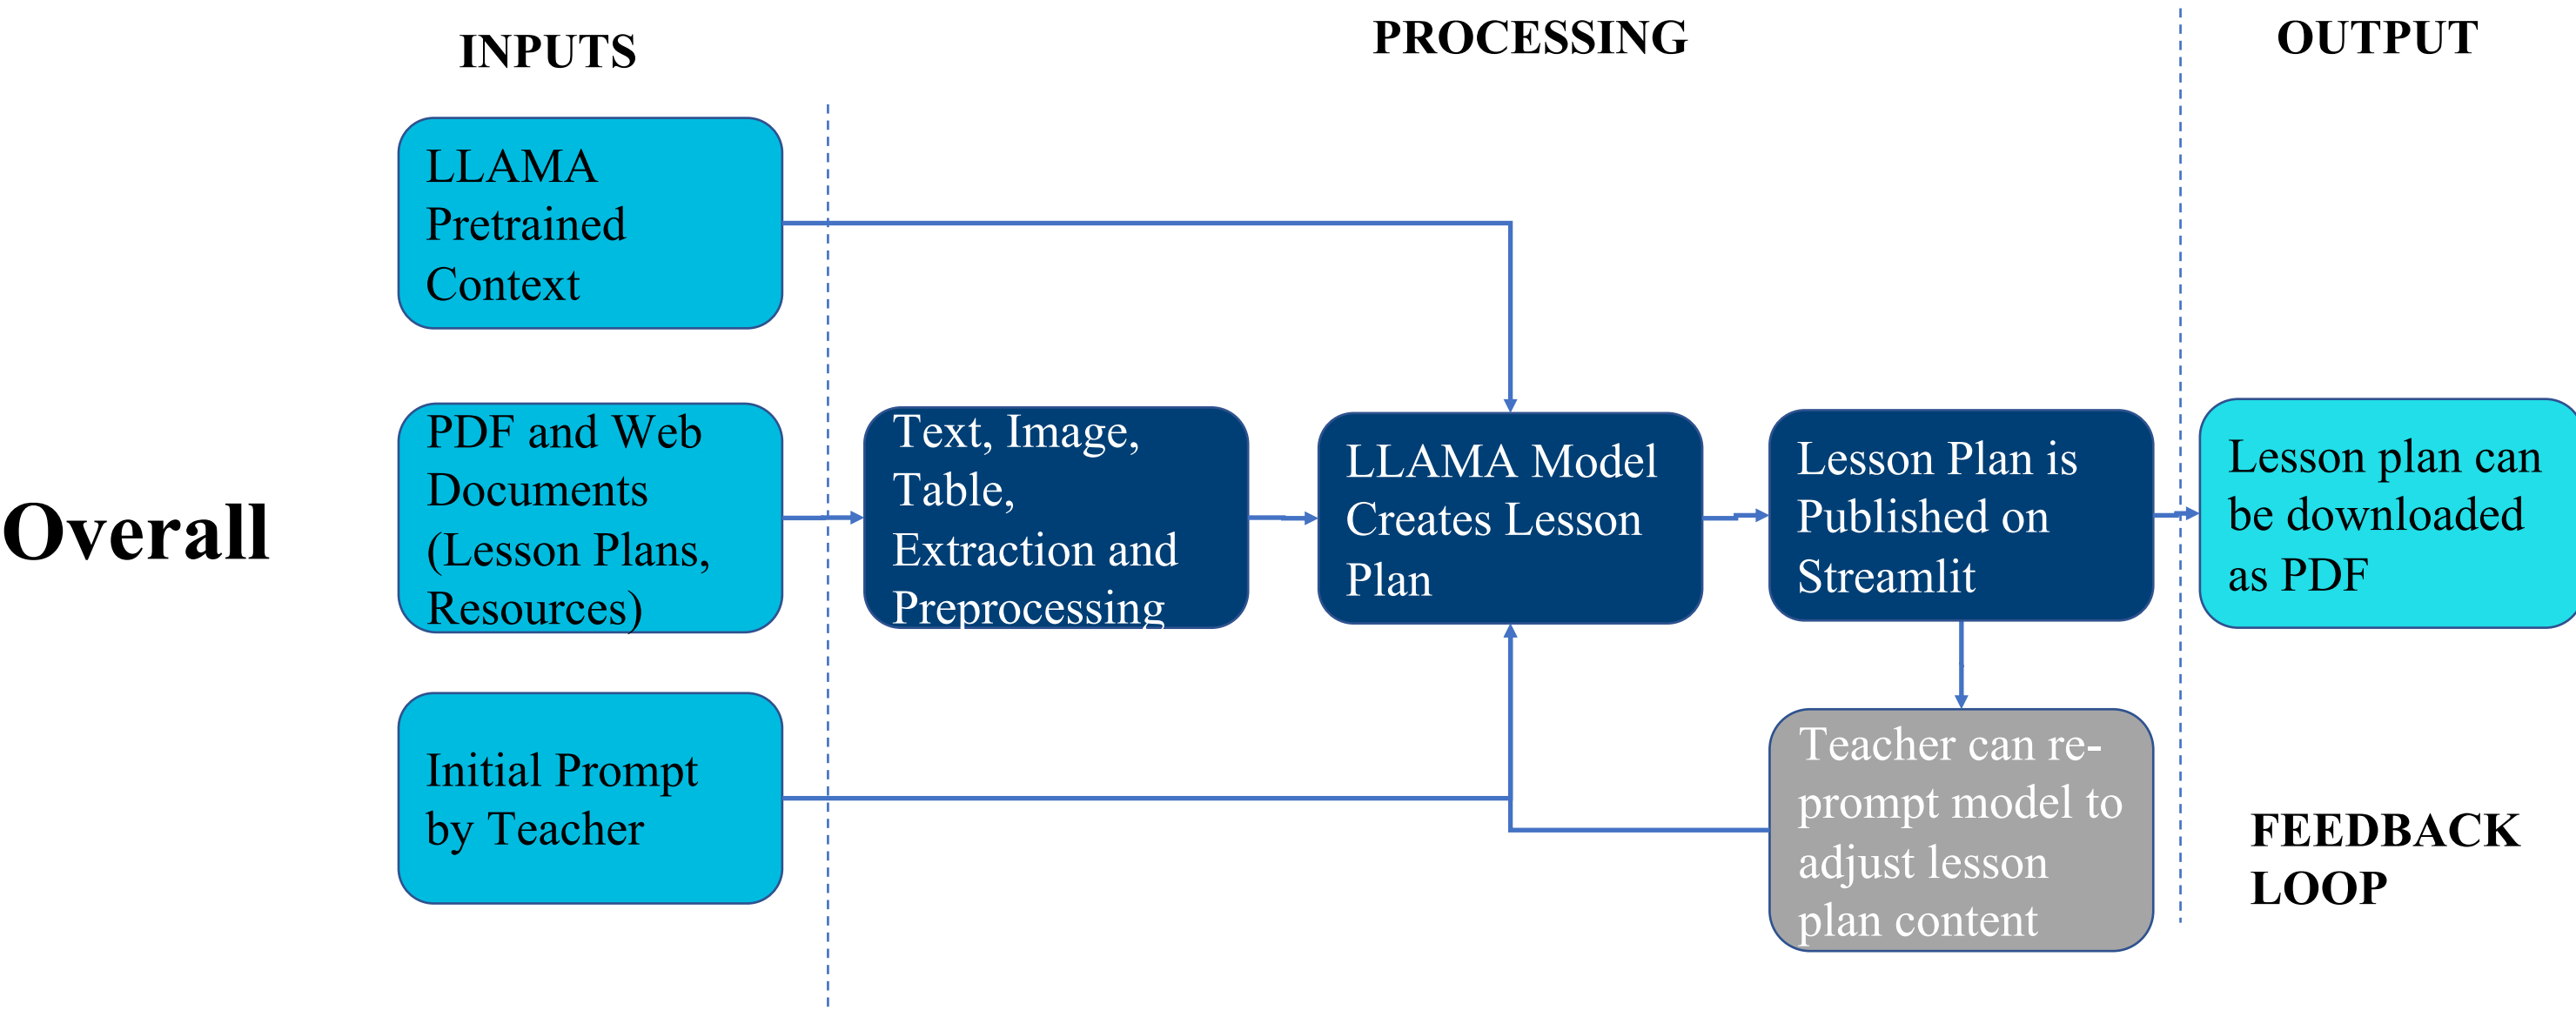 INPUTS
PROCESSING
OUTPUT
LLAMA
Pretrained
Context
Overall
PDF and Web
Documents
(Lesson Plans,
Resources)
Text, Image,
Table,
Extraction and
Preprocessing
LLAMA Model
Creates Lesson
Plan
Lesson Plan is
Published on
Streamlit
Lesson plan can
be downloaded
as PDF
Initial Prompt
by Teacher
Teacher can re-
prompt model to
adjust lesson
plan content
FEEDBACK
LOOP